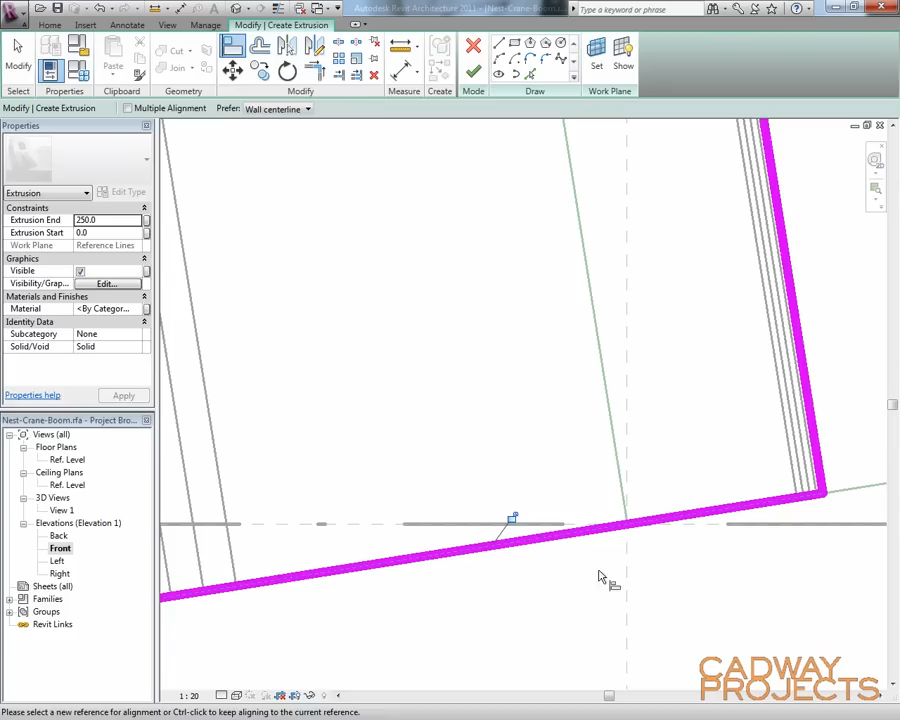 Autodesk Revit Architecture 2011 - [Nest-Crane-Boom.rfa
Type a keyword or phrase
Home Insert Annotate View Manage Modify | Create Extrusion
Modify
Paste
Cut
Join
Set
Show
Select Properties Clipboard Geometry Modify Measure Create Mode Draw Work Plane
Modify | Create Extrusion
Multiple Alignment
Prefer:
Wall centerline
Properties
Extrusion
Edit Type
Constraints
Extrusion End 250.0
Extrusion Start 0.0
Work Plane Reference Lines
Graphics
Visible
Visibility/Grap... Edit...
Materials and Finishes
Material <By Categor...
Identity Data
Subcategory None
Solid/Void Solid
Properties help
Apply
Nest-Crane-Boom.rfa - Project Bro...
Views (all)
Floor Plans
Ref. Level
Ceiling Plans
Ref. Level
3D Views
View 1
Elevations (Elevation 1)
Back
Front
Left
Right
Sheets (all)
Families
Groups
Revit Links
1 : 20
CADWAY
PROJECTS
Please select a new reference for alignment or Ctrl-click to keep aligning to the current reference.